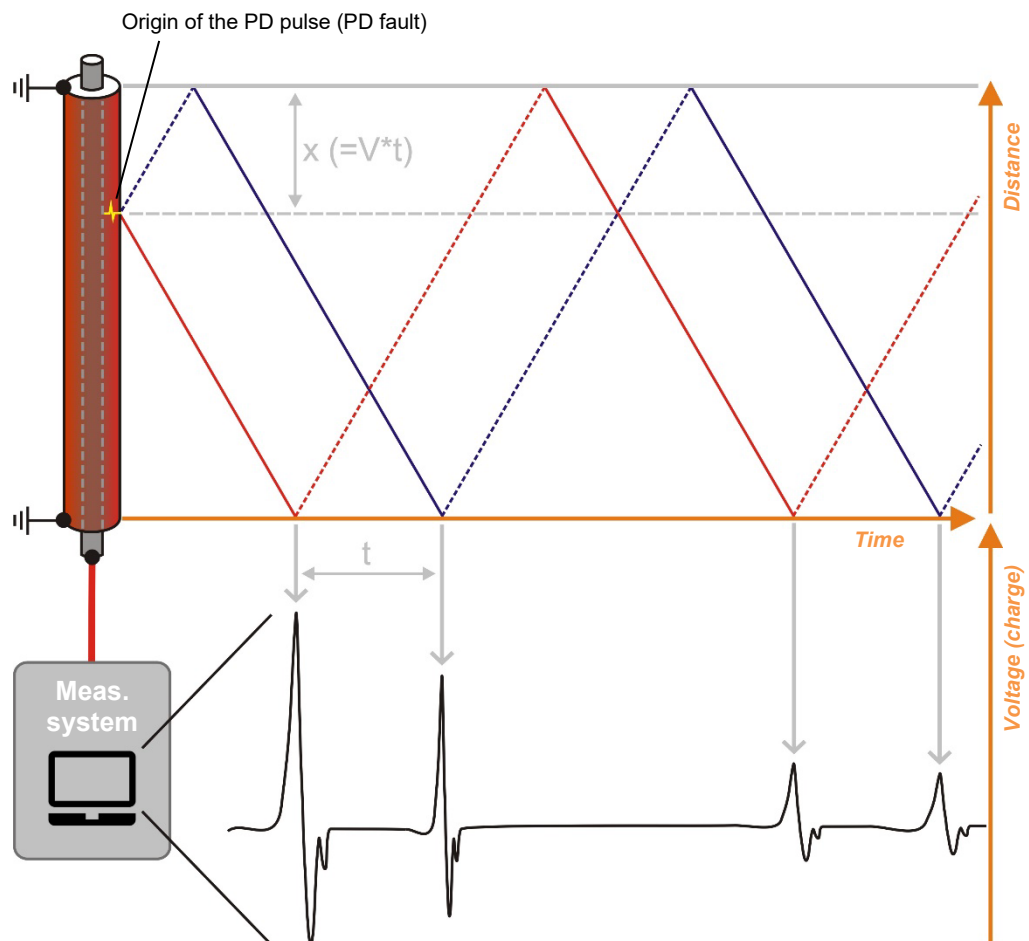 Origin of the PD pulse (PD fault)
x (=V*t)
Distance
Time
t
Voltage (charge)
Meas.
system